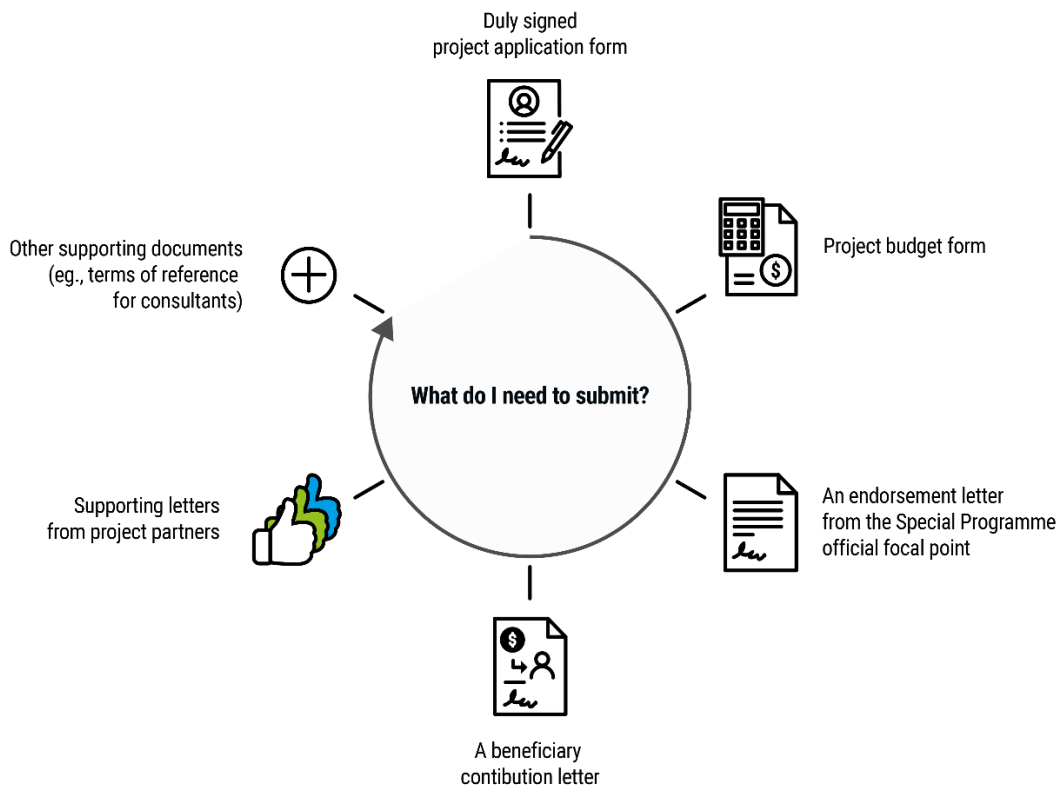 Duly signed
project application form
Project budget form
An endorsement letter
from the Special Programme
official focal point
A beneficiary
contibution letter
Supporting letters
from project partners
Other supporting documents
(eg., terms of reference
for consultants)
What do I need to submit?